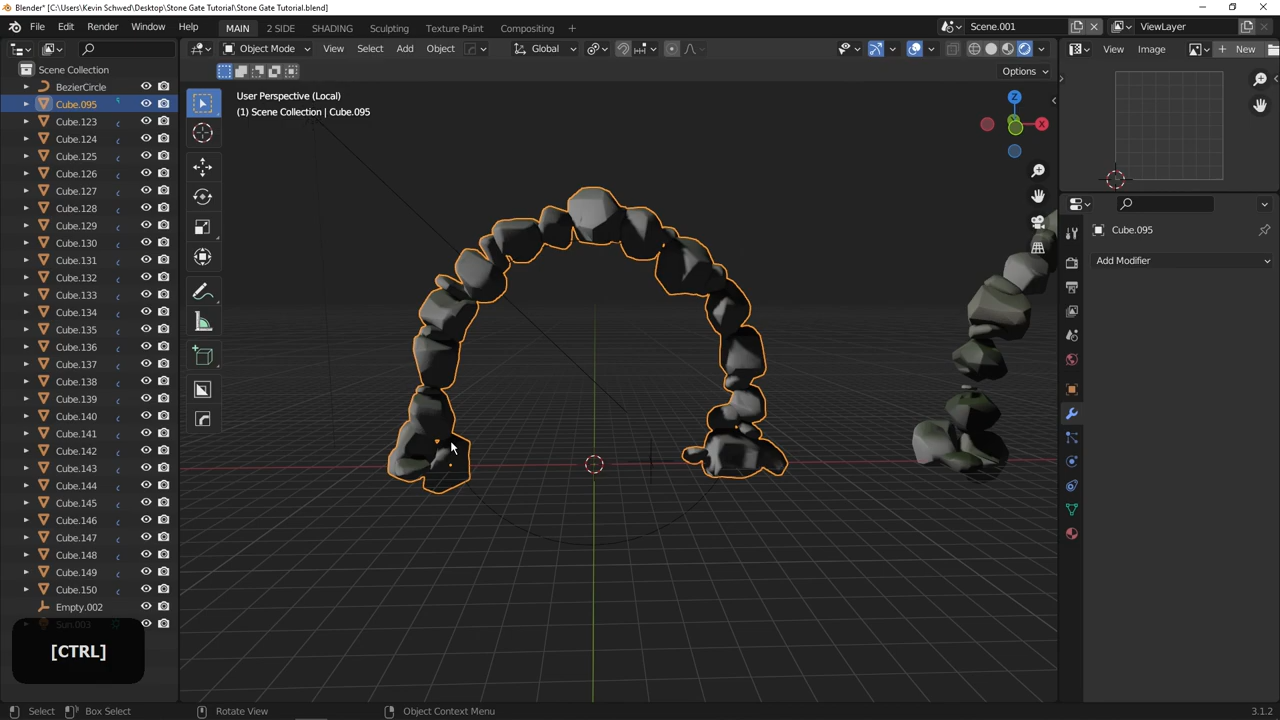 Blender* [C:\Users\Kevin Schwed\Desktop\Stone Gate Tutorial\Stone Gate Tutorial.blend]
File Edit Render Window Help MAIN 2 SIDE SHADING Sculpting Texture Paint Compositing + Scene.001 ViewLayer
Object Mode View Select Add Object Global View Image New
Options
Scene Collection
BezierCircle
Cube.095
Cube.123
Cube.124
Cube.125
Cube.126
Cube.127
Cube.128
Cube.129
Cube.130
Cube.131
Cube.132
Cube.133
Cube.134
Cube.135
Cube.136
Cube.137
Cube.138
Cube.139
Cube.140
Cube.141
Cube.142
Cube.143
Cube.144
Cube.145
Cube.146
Cube.147
Cube.148
Cube.149
Cube.150
Empty.002
Sun.003
[CTRL]
User Perspective (Local)
(1) Scene Collection | Cube.095
Z
X
Cube.095
Add Modifier
Select Box Select Rotate View Object Context Menu 3.1.2